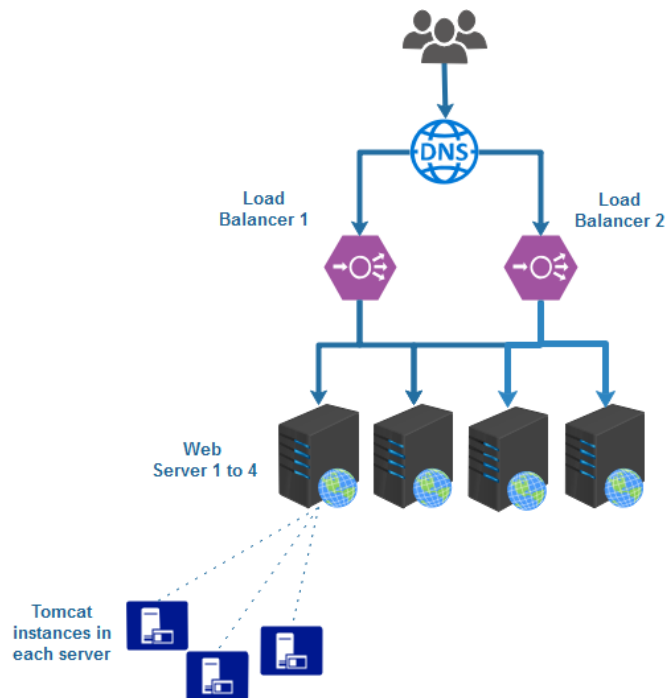 DNS
Load
Balancer 1
Load
Balancer 2
Web
Server 1 to 4
Tomcat
instances in
each server